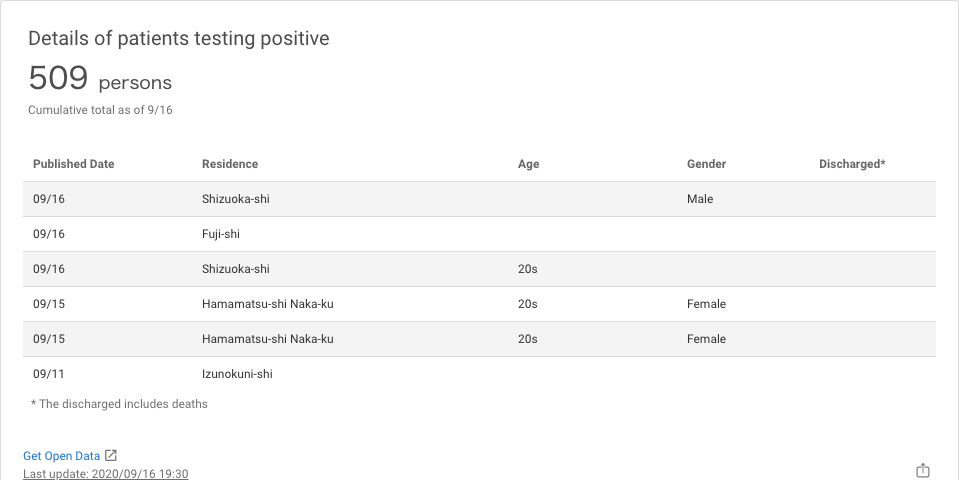 Details of patients testing positive
509 persons
Cumulative total as of 9/16
Published Date Residence Age Gender Discharged*
09/16 Shizuoka-shi Male
09/16 Fuji-shi
09/16 Shizuoka-shi 20s
09/15 Hamamatsu-shi Naka-ku 20s Female
09/15 Hamamatsu-shi Naka-ku 20s Female
09/11 Izunokuni-shi
* The discharged includes deaths
Get Open Data
Last update: 2020/09/16 19:30